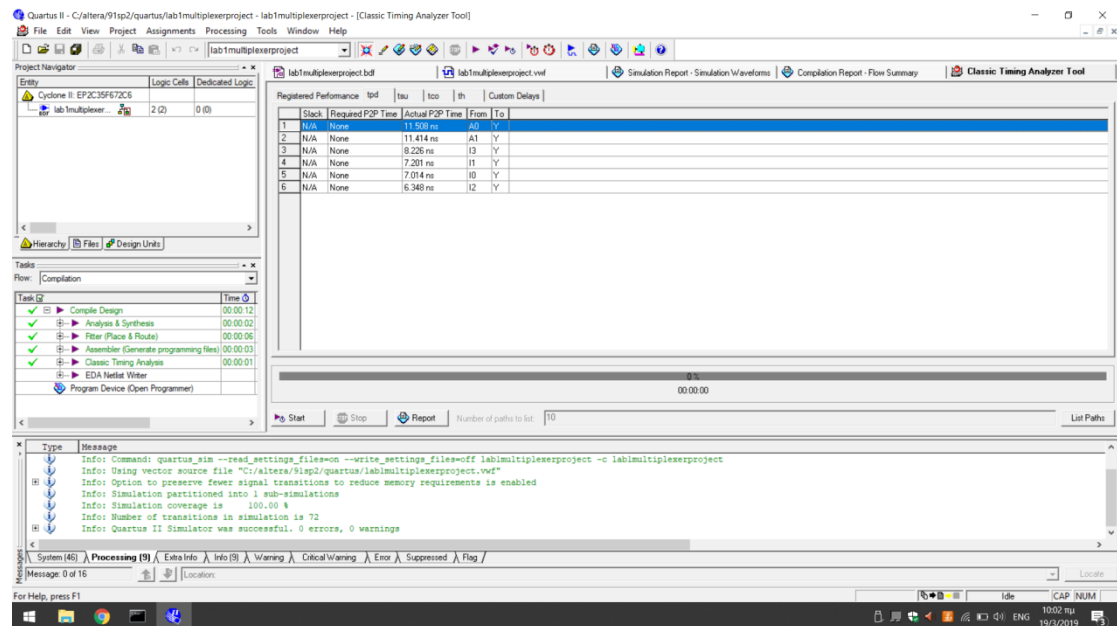 Quartus II - C:/altera/91sp2/quartus/lab1multiplexerproject - lab1multiplexerproject - [Classic Timing Analyzer Tool]
File Edit View Project Assignments Processing Tools Window Help
lab1multiplexerproject
Project Navigator
Entity Logic Cells Dedicated Logic
Cyclone II: EP2C35F672C6
lab1multiplexer... 2 (2) 0 (0)
Hierarchy Files Design Units
Tasks
Flow: Compilation
Task Time
Compile Design 00:00:12
Analysis & Synthesis 00:00:02
Fitter (Place & Route) 00:00:06
Assembler (Generate programming files) 00:00:03
Classic Timing Analysis 00:00:01
EDA Netlist Writer
Program Device (Open Programmer)
lab1multiplexerproject.bdf lab1multiplexerproject.vwf Simulation Report - Simulation Waveforms Compilation Report - Flow Summary Classic Timing Analyzer Tool
Registered Performance tpd tsu tco th Custom Delays
Slack Required P2P Time Actual P2P Time From To
1 N/A None 11.508 ns A0 Y
2 N/A None 11.414 ns A1 Y
3 N/A None 8.226 ns I3 Y
4 N/A None 7.201 ns I1 Y
5 N/A None 7.014 ns I0 Y
6 N/A None 6.348 ns I2 Y
0 %
00:00:00
Start Stop Report Number of paths to list: 10 List Paths
Type Message
Info: Command: quartus_sim --read_settings_files=on --write_settings_files=off lab1multiplexerproject -c lab1multiplexerproject
Info: Using vector source file "C:/altera/91sp2/quartus/lab1multiplexerproject.vwf"
Info: Option to preserve fewer signal transitions to reduce memory requirements is enabled
Info: Simulation partitioned into 1 sub-simulations
Info: Simulation coverage is 100.00 %
Info: Number of transitions in simulation is 72
Info: Quartus II Simulator was successful. 0 errors, 0 warnings
System (46) Processing (9) Extra Info Info (9) Warning Critical Warning Error Suppressed Flag
Messages
Message: 0 of 16 Location: Locate
For Help, press F1 Idle CAP NUM
ENG 10:02 πμ
19/3/2019